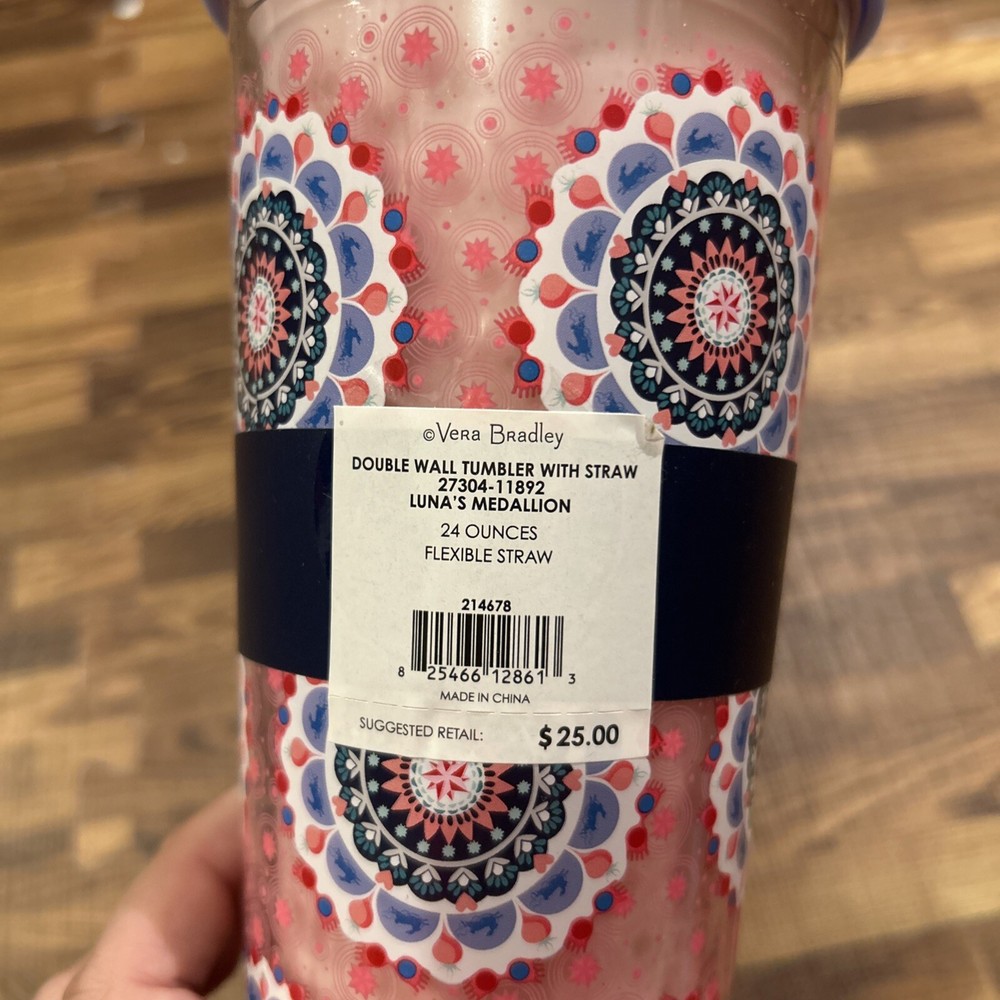 ©Vera Bradley
DOUBLE WALL TUMBLER WITH STRAW
27304-11892
LUNA'S MEDALLION
24 OUNCES
FLEXIBLE STRAW
214678
8 25466 12861 3
MADE IN CHINA
SUGGESTED RETAIL: $25.00